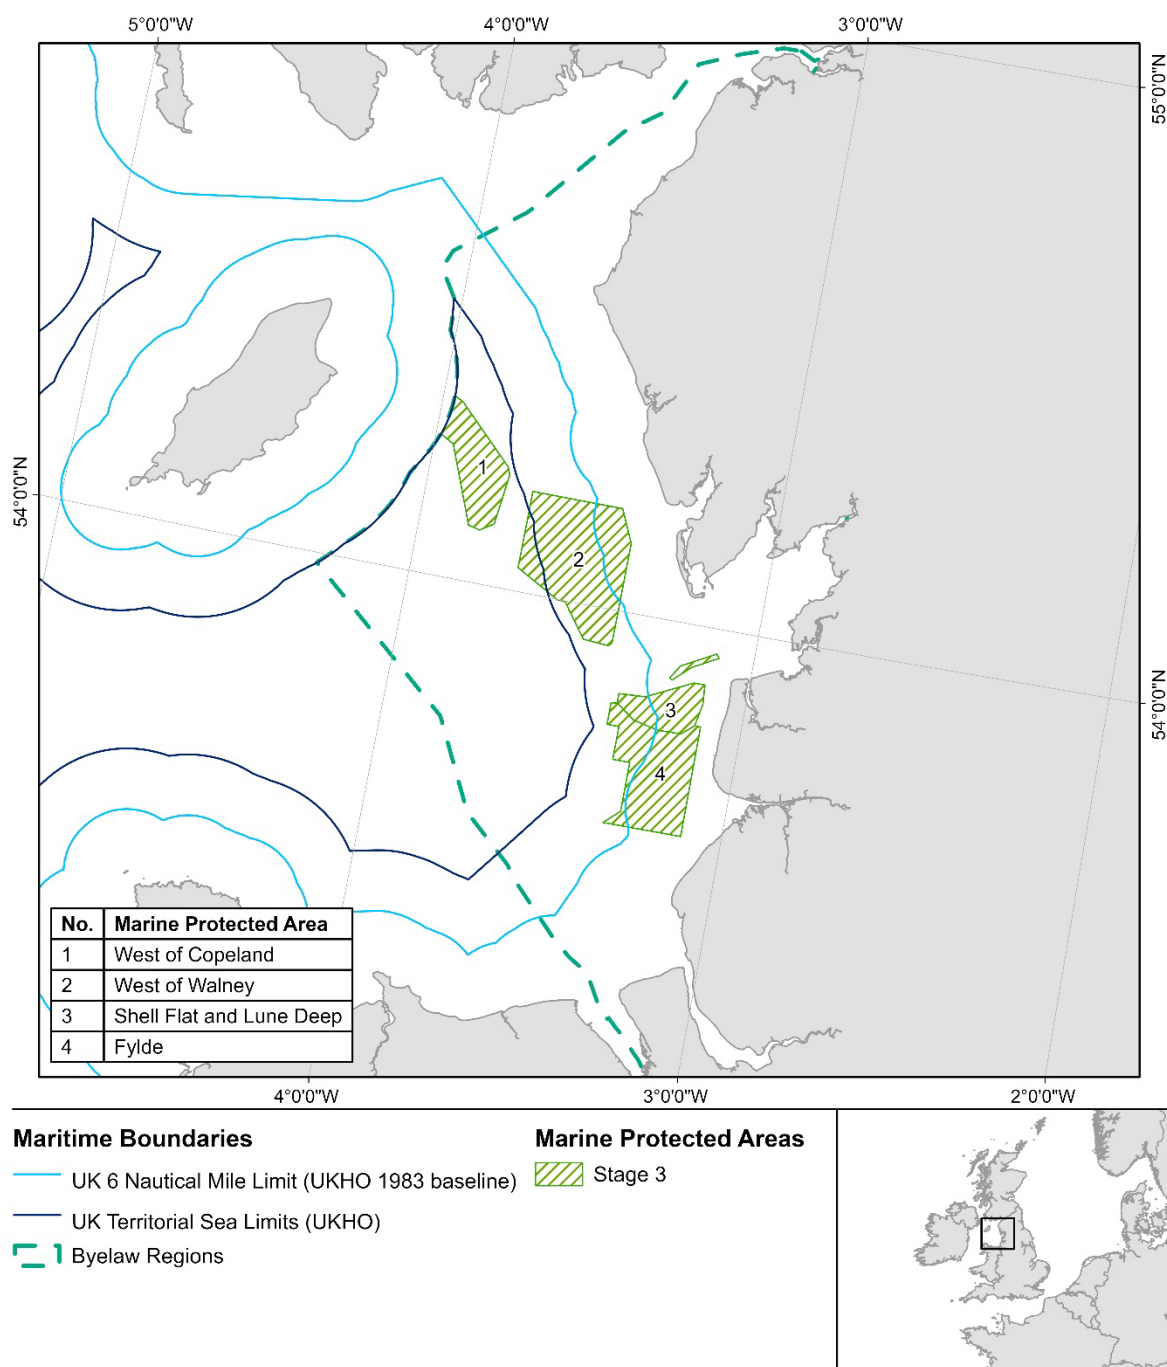 5°0'0"W 4°0'0"W 3°0'0"W
55°0'0"N
54°0'0"N
1
2
3
4
54°0'0"N
No. Marine Protected Area
1 West of Copeland
2 West of Walney
3 Shell Flat and Lune Deep
4 Fylde
4°0'0"W 3°0'0"W 2°0'0"W
Maritime Boundaries
UK 6 Nautical Mile Limit (UKHO 1983 baseline)
UK Territorial Sea Limits (UKHO)
Byelaw Regions
Marine Protected Areas
Stage 3